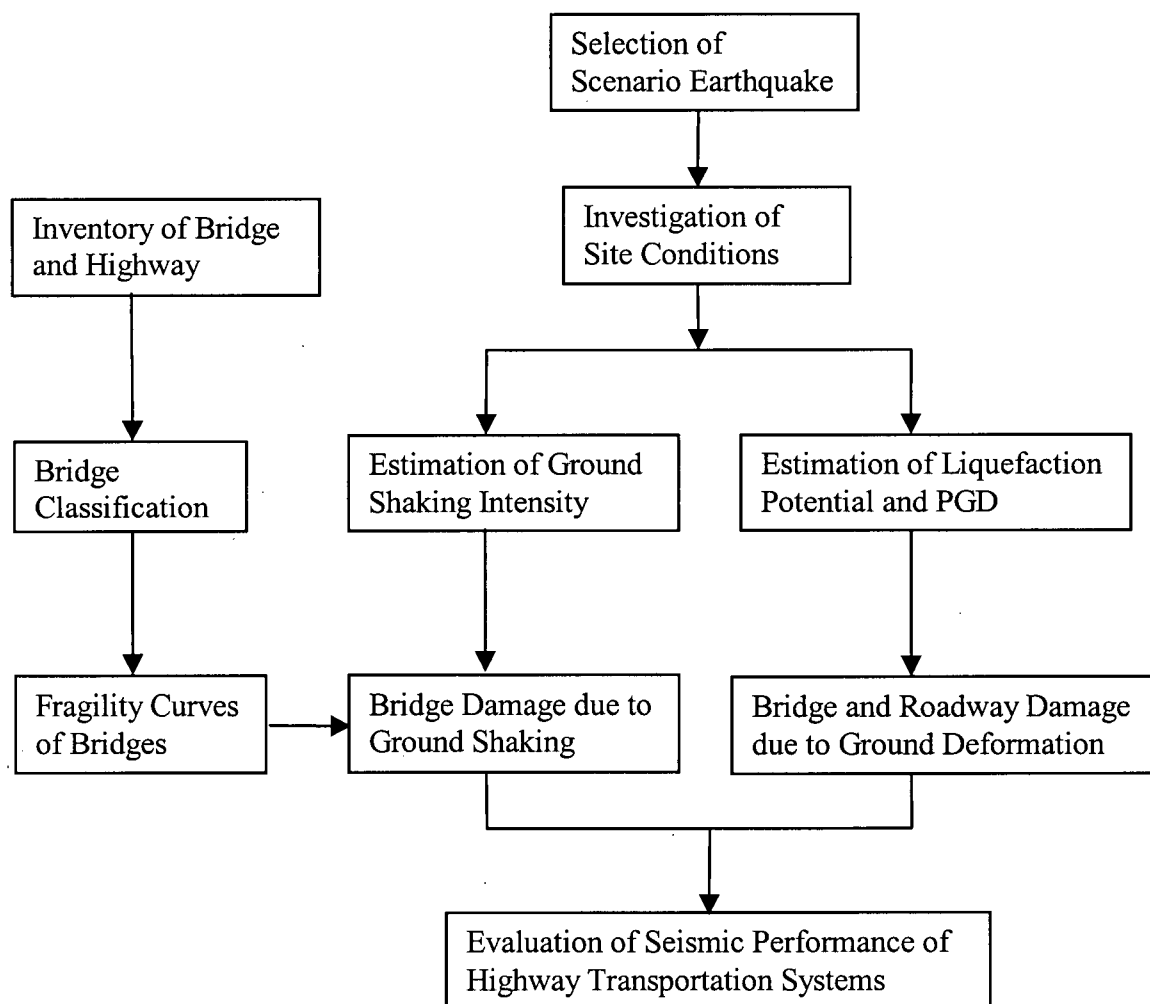 Selection of
Scenario Earthquake
Inventory of Bridge
and Highway
Investigation of
Site Conditions
Bridge
Classification
Estimation of Ground
Shaking Intensity
Estimation of Liquefaction
Potential and PGD
Fragility Curves
of Bridges
Bridge Damage due to
Ground Shaking
Bridge and Roadway Damage
due to Ground Deformation
Evaluation of Seismic Performance of
Highway Transportation Systems